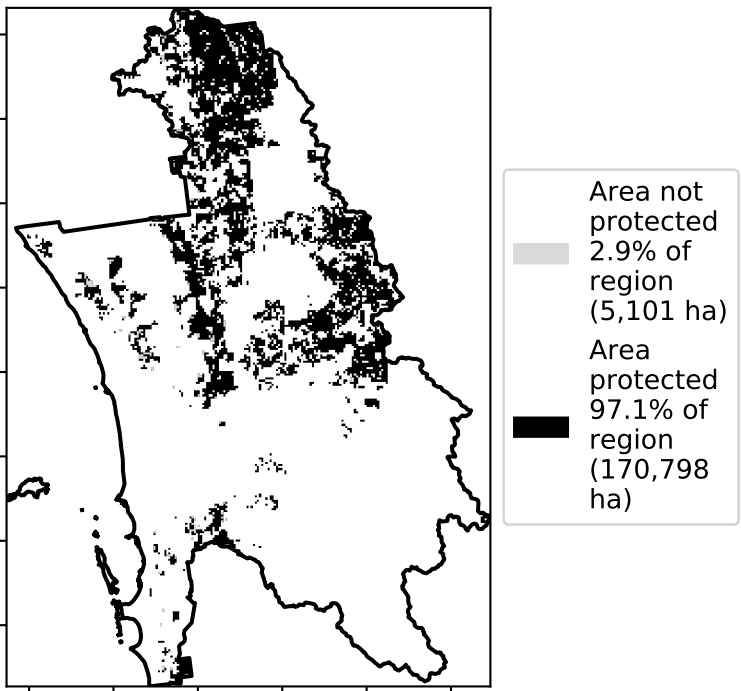 Area not
protected
2.9% of
region
(5,101 ha)
Area
protected
97.1% of
region
(170,798
ha)